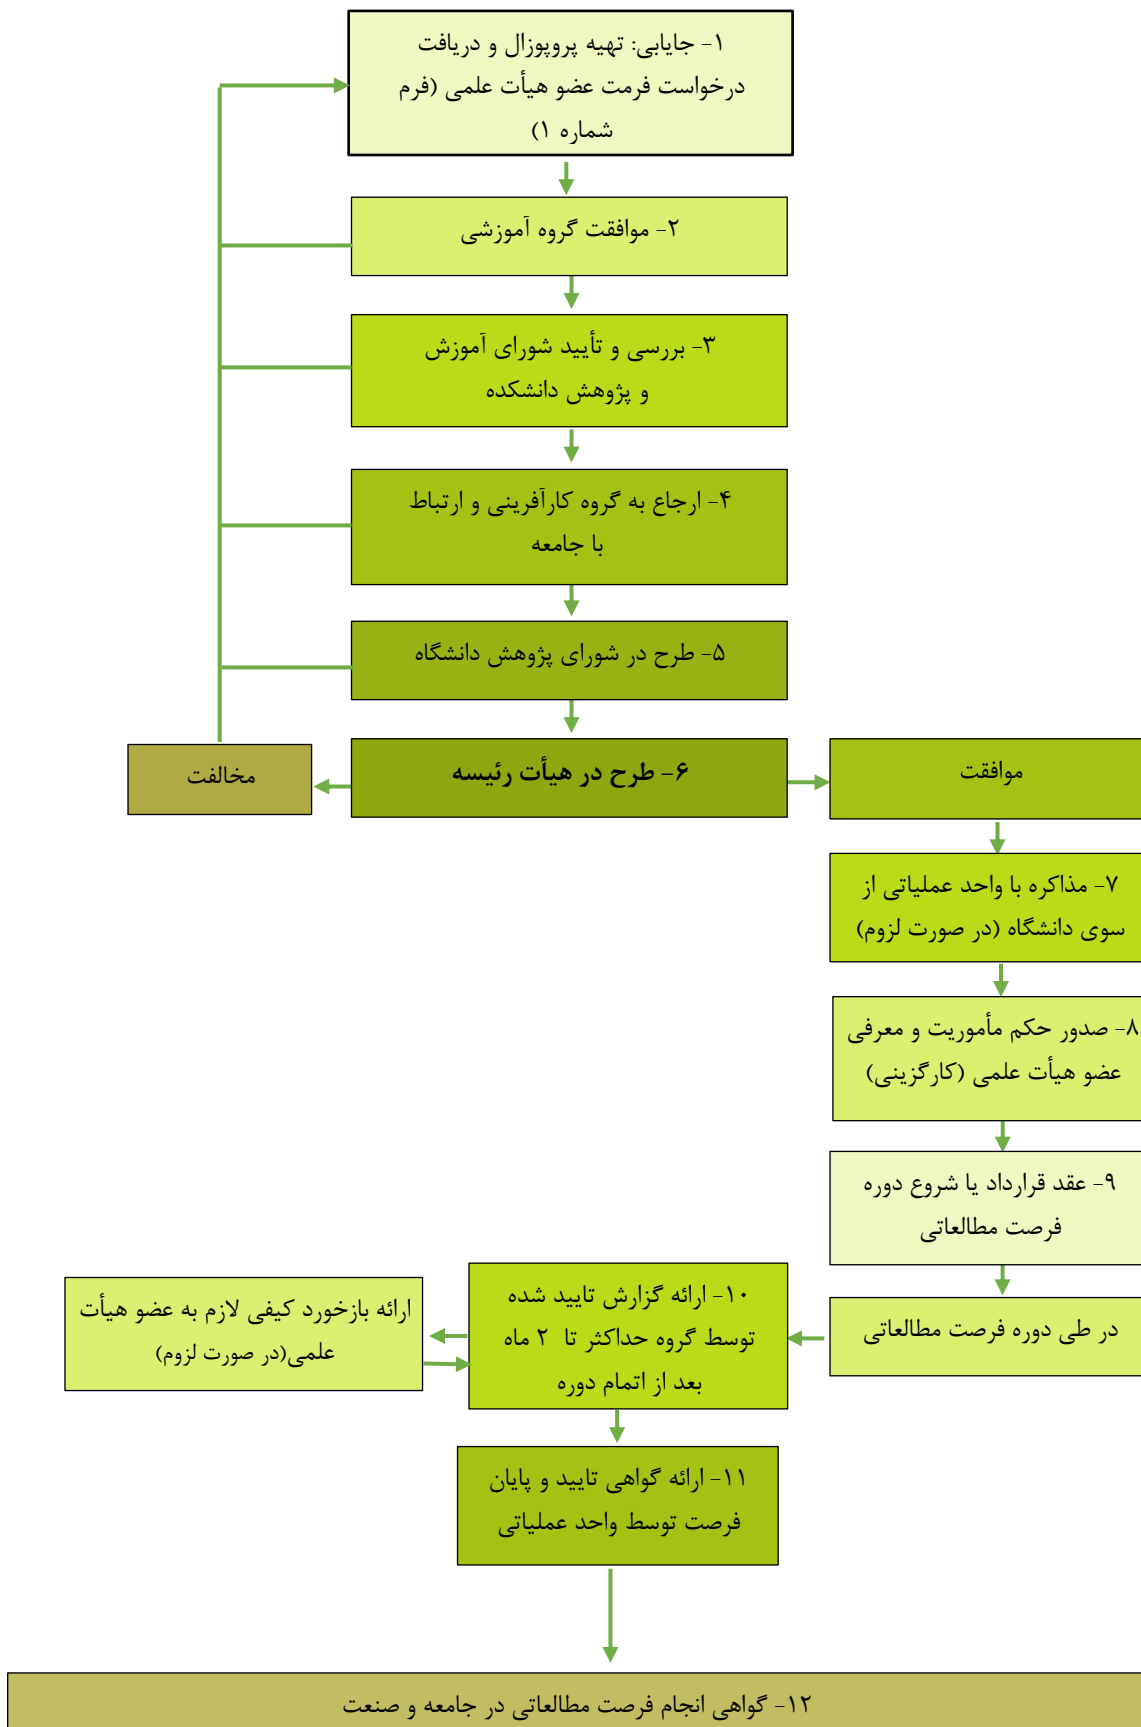 ۱- جایابی: تهیه پروپوزال و دریافت
درخواست فرمت عضو هیأت علمی (فرم
شماره ۱)
۲- موافقت گروه آموزشی
۳- بررسی و تأیید شورای آموزش
و پژوهش دانشکده
۴- ارجاع به گروه کارآفرینی و ارتباط
با جامعه
۵- طرح در شورای پژوهش دانشگاه
۶- طرح در هیأت رئیسه
مخالفت
موافقت
۷- مذاکره با واحد عملیاتی از
سوی دانشگاه (در صورت لزوم)
۸- صدور حکم مأموریت و معرفی
عضو هیأت علمی (کارگزینی)
۹- عقد قرارداد یا شروع دوره
فرصت مطالعاتی
در طی دوره فرصت مطالعاتی
۱۰- ارائه گزارش تایید شده
توسط گروه حداکثر تا ۲ ماه
بعد از اتمام دوره
ارائه بازخورد کیفی لازم به عضو هیأت
علمی(در صورت لزوم)
۱۱- ارائه گواهی تایید و پایان
فرصت توسط واحد عملیاتی
۱۲- گواهی انجام فرصت مطالعاتی در جامعه و صنعت